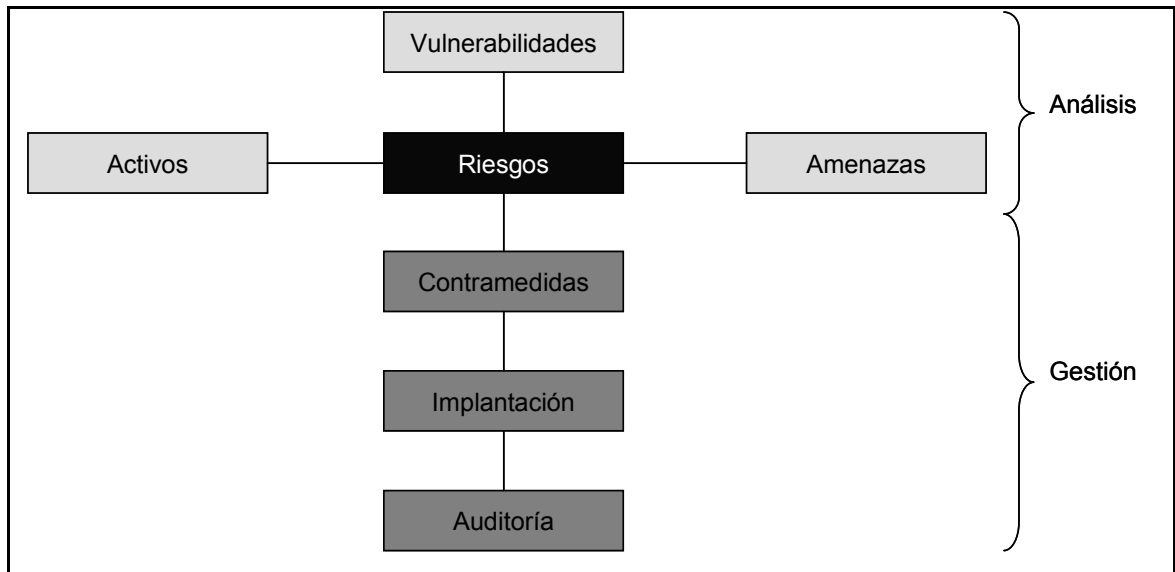 Vulnerabilidades
Análisis
Activos
Riesgos
Amenazas
Contramedidas
Gestión
Implantación
Auditoría